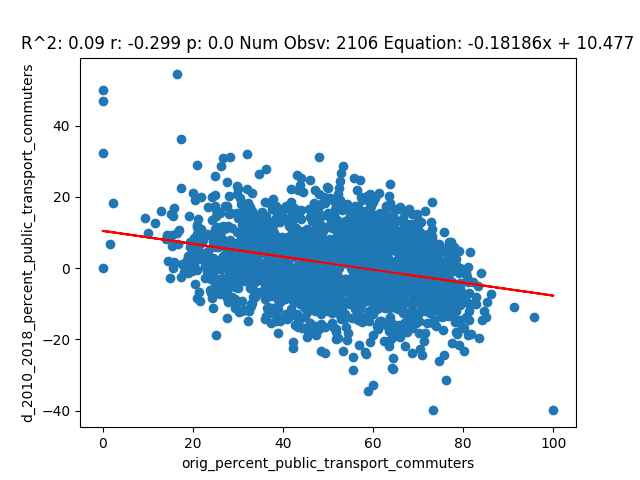 R^2: 0.09 r: -0.299 p: 0.0 Num Obsv: 2106 Equation: -0.18186x + 10.477
d_2010_2018_percent_public_transport_commuters
40
20
0
−20
−40
0 20 40 60 80 100
orig_percent_public_transport_commuters